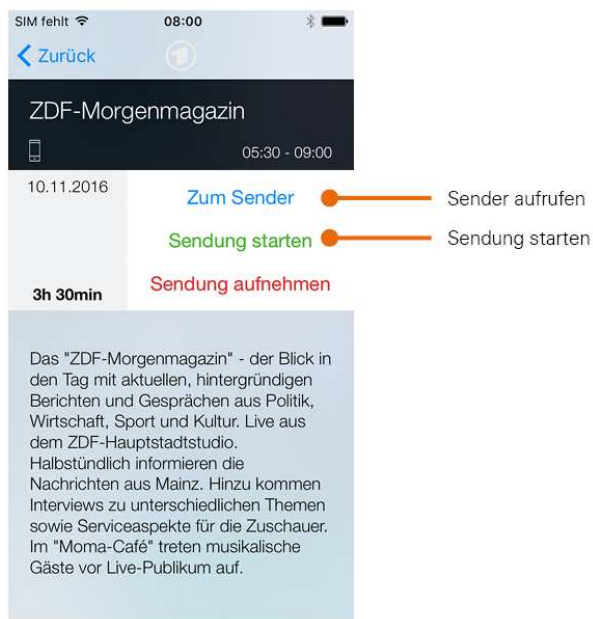 SIM fehlt 08:00
Zurück
ZDF-Morgenmagazin
05:30 - 09:00
10.11.2016
Zum Sender
Sender aufrufen
Sendung starten
Sendung starten
3h 30min
Sendung aufnehmen
Das "ZDF-Morgenmagazin" - der Blick in
den Tag mit aktuellen, hintergründigen
Berichten und Gesprächen aus Politik,
Wirtschaft, Sport und Kultur. Live aus
dem ZDF-Hauptstadtstudio.
Halbstündlich informieren die
Nachrichten aus Mainz. Hinzu kommen
Interviews zu unterschiedlichen Themen
sowie Serviceaspekte für die Zuschauer.
Im "Moma-Café" treten musikalische
Gäste vor Live-Publikum auf.